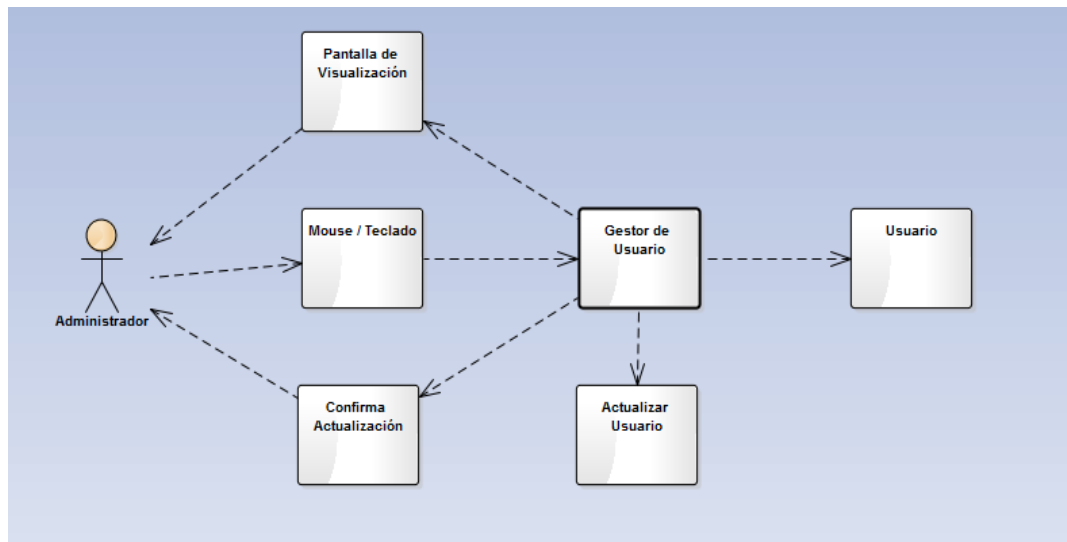 Pantalla de
Visualización
Mouse / Teclado
Gestor de
Usuario
Usuario
Administrador
Confirma
Actualización
Actualizar
Usuario